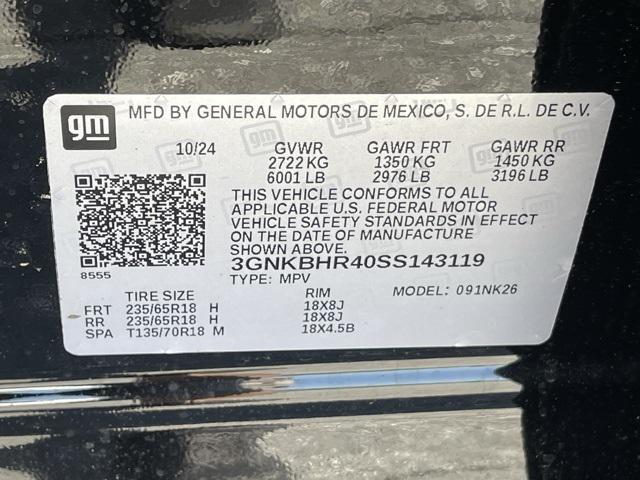 gm
MFD BY GENERAL MOTORS DE MEXICO, S. DE R.L. DE C.V.
10/24 GVWR GAWR FRT GAWR RR
2722 KG 1350 KG 1450 KG
6001 LB 2976 LB 3196 LB
THIS VEHICLE CONFORMS TO ALL
APPLICABLE U.S. FEDERAL MOTOR
VEHICLE SAFETY STANDARDS IN EFFECT
ON THE DATE OF MANUFACTURE
SHOWN ABOVE.
8555
3GNKBHR40SS143119
TYPE: MPV
MODEL: 091NK26
TIRE SIZE RIM
FRT 235/65R18 H 18X8J
RR 235/65R18 H 18X8J
SPA T135/70R18 M 18X4.5B